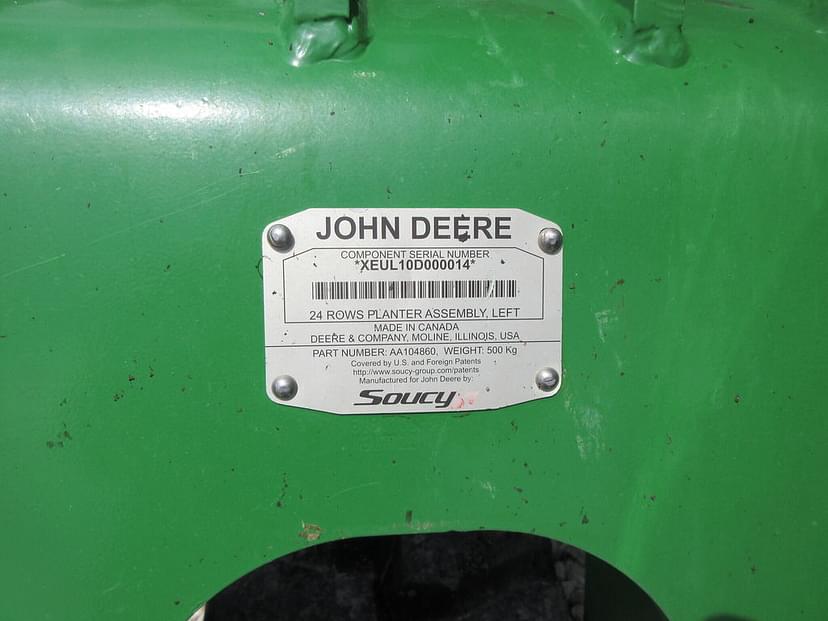 JOHN DEERE
COMPONENT SERIAL NUMBER
*XEUL10D000014*
24 ROWS PLANTER ASSEMBLY, LEFT
MADE IN CANADA
DEERE & COMPANY, MOLINE, ILLINOIS, USA
PART NUMBER: AA104860, WEIGHT: 500 Kg
Covered by U.S. and Foreign Patents
http://www.soucy-group.com/patents
Manufactured for John Deere by:
SOUCY